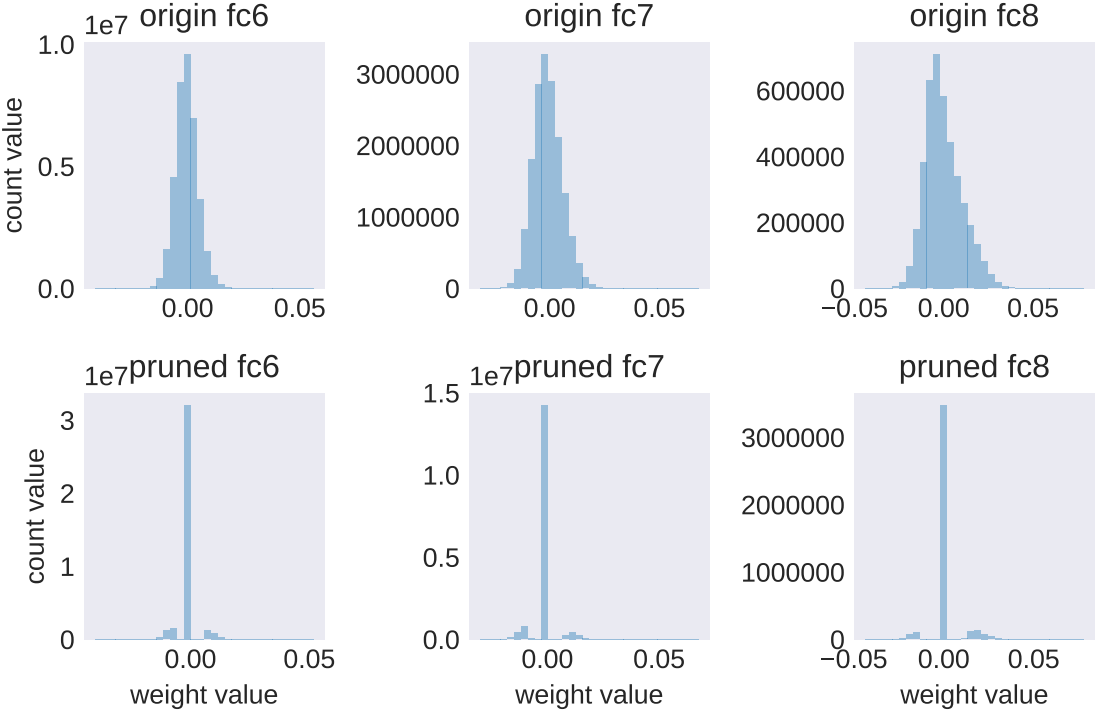 origin fc6
origin fc7
origin fc8
1e7
1.0
0.5
0.0
count value
0.00 0.05
3000000
2000000
1000000
0
0.00 0.05
600000
400000
200000
0
−0.05 0.00 0.05
pruned fc6
pruned fc7
pruned fc8
1e7
3
2
1
0
count value
0.00 0.05
weight value
1e7
1.5
1.0
0.5
0.0
0.00 0.05
weight value
3000000
2000000
1000000
0
−0.05 0.00 0.05
weight value